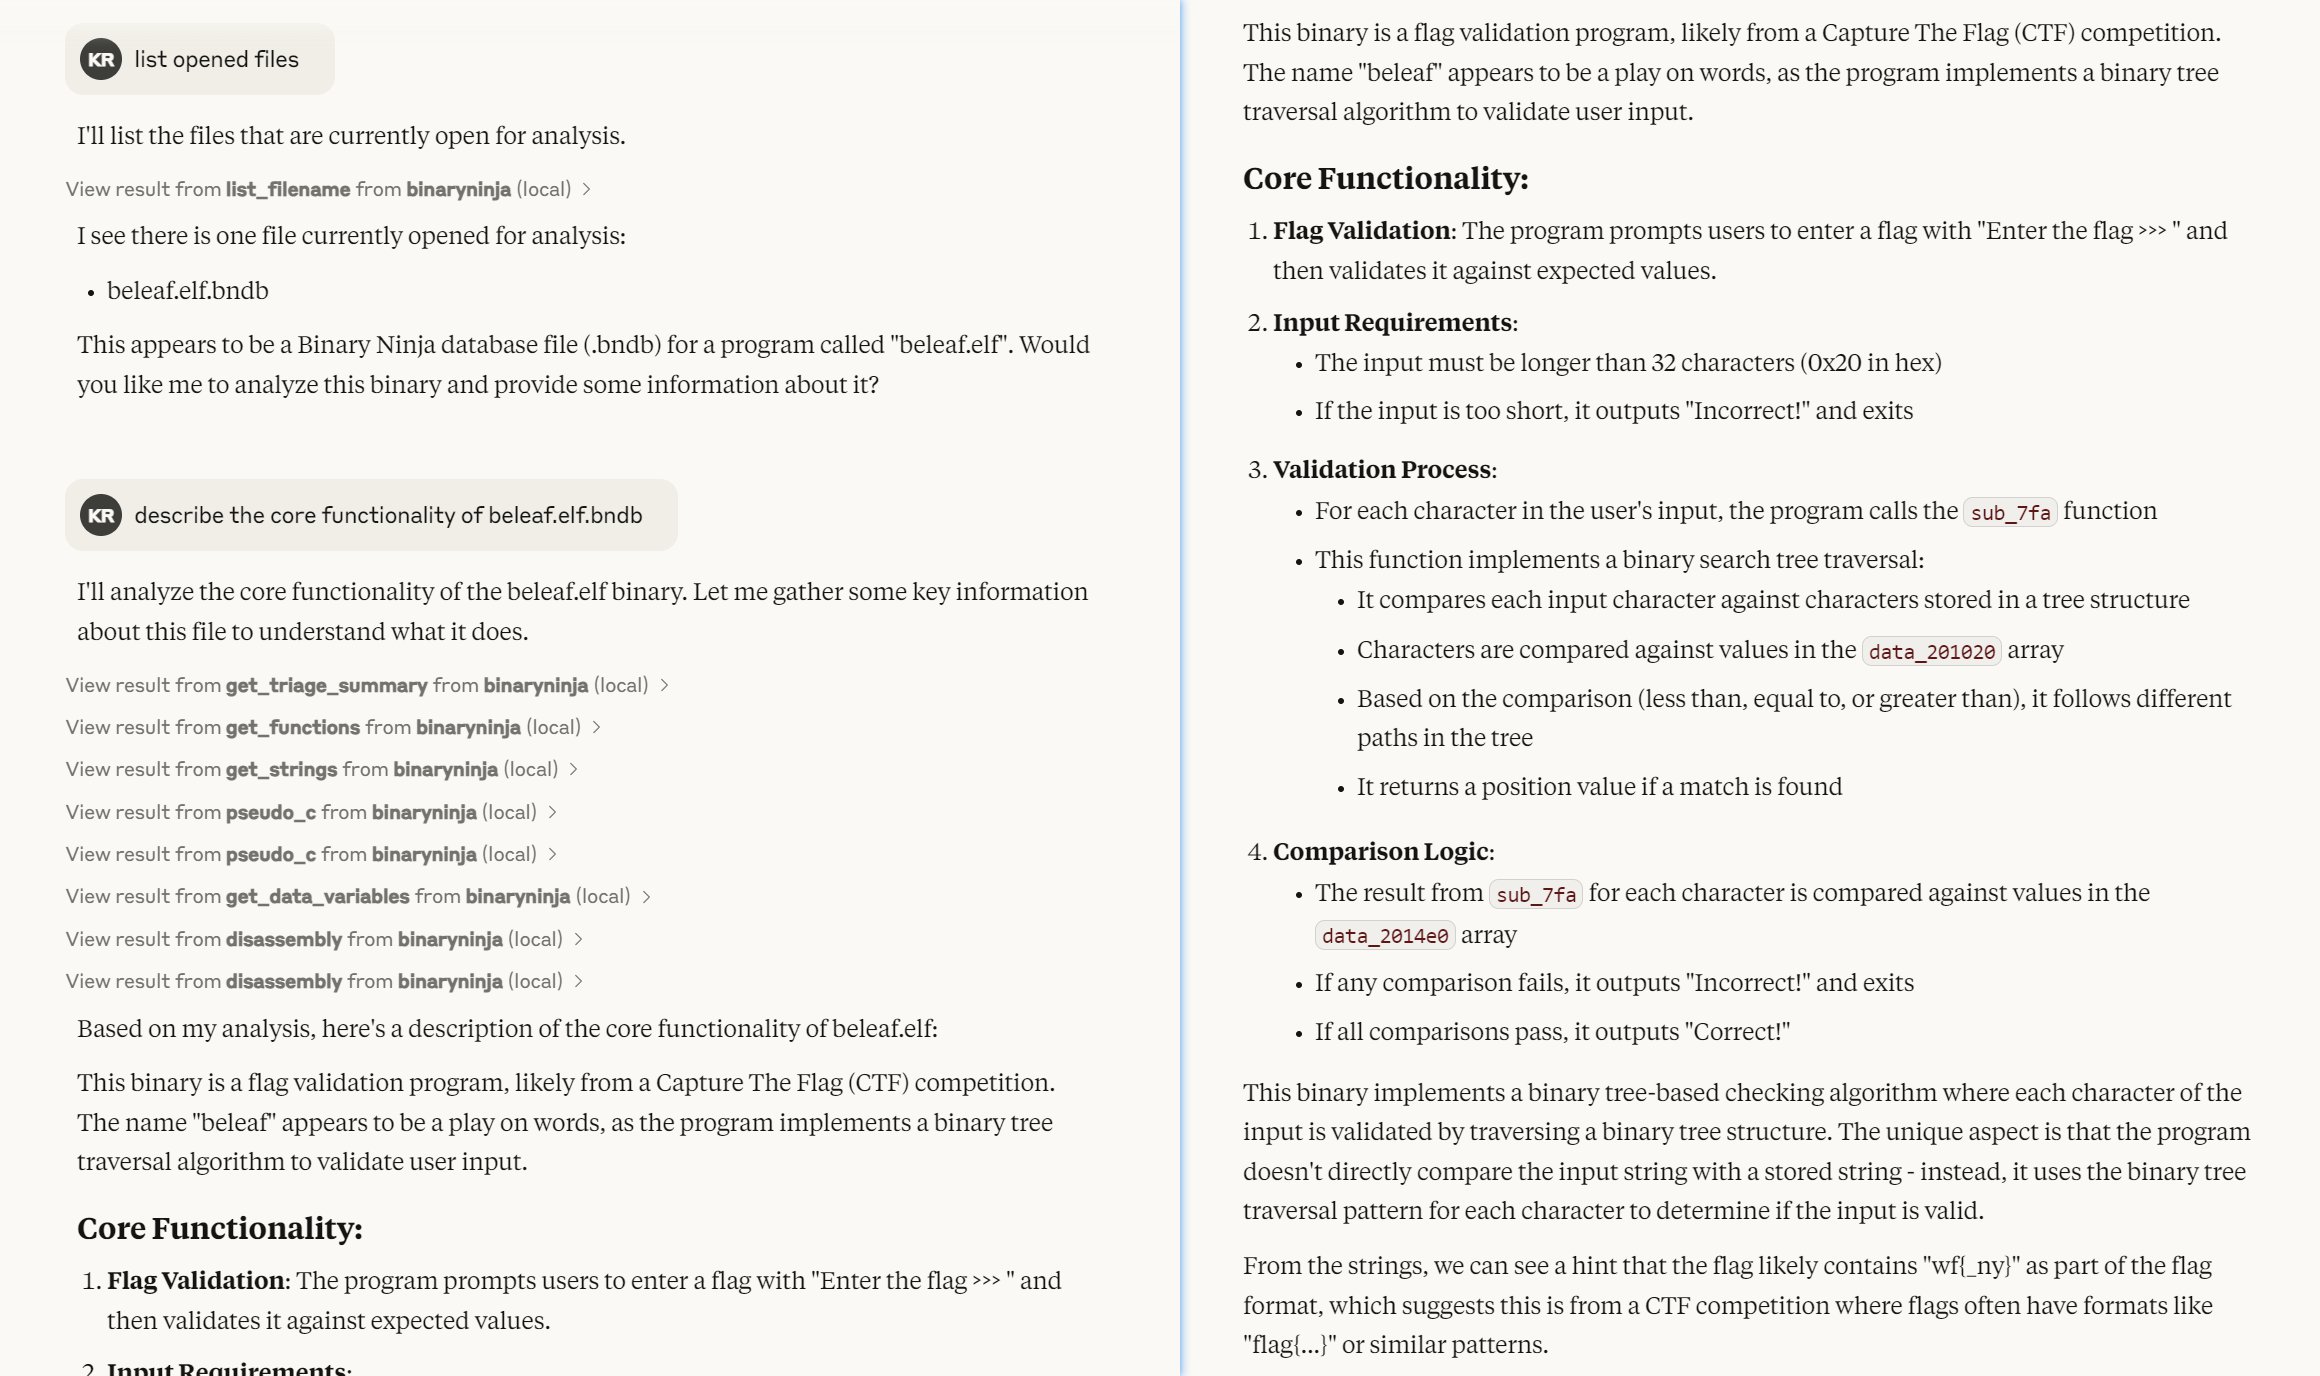 KR list opened files
I'll list the files that are currently open for analysis.
View result from list_filename from binaryninja (local) >
I see there is one file currently opened for analysis:
• beleaf.elf.bndb
This appears to be a Binary Ninja database file (.bndb) for a program called "beleaf.elf". Would
you like me to analyze this binary and provide some information about it?
KR describe the core functionality of beleaf.elf.bndb
I'll analyze the core functionality of the beleaf.elf binary. Let me gather some key information
about this file to understand what it does.
View result from get_triage_summary from binaryninja (local) >
View result from get_functions from binaryninja (local) >
View result from get_strings from binaryninja (local) >
View result from pseudo_c from binaryninja (local) >
View result from pseudo_c from binaryninja (local) >
View result from get_data_variables from binaryninja (local) >
View result from disassembly from binaryninja (local) >
View result from disassembly from binaryninja (local) >
Based on my analysis, here's a description of the core functionality of beleaf.elf:
This binary is a flag validation program, likely from a Capture The Flag (CTF) competition.
The name "beleaf" appears to be a play on words, as the program implements a binary tree
traversal algorithm to validate user input.
Core Functionality:
1. Flag Validation: The program prompts users to enter a flag with "Enter the flag >>> " and
then validates it against expected values.
2. Input Requirements:
This binary is a flag validation program, likely from a Capture The Flag (CTF) competition.
The name "beleaf" appears to be a play on words, as the program implements a binary tree
traversal algorithm to validate user input.
Core Functionality:
1. Flag Validation: The program prompts users to enter a flag with "Enter the flag >>> " and
then validates it against expected values.
2. Input Requirements:
• The input must be longer than 32 characters (0x20 in hex)
• If the input is too short, it outputs "Incorrect!" and exits
3. Validation Process:
• For each character in the user's input, the program calls the sub_7fa function
• This function implements a binary search tree traversal:
• It compares each input character against characters stored in a tree structure
• Characters are compared against values in the data_201020 array
• Based on the comparison (less than, equal to, or greater than), it follows different
paths in the tree
• It returns a position value if a match is found
4. Comparison Logic:
• The result from sub_7fa for each character is compared against values in the
data_2014e0 array
• If any comparison fails, it outputs "Incorrect!" and exits
• If all comparisons pass, it outputs "Correct!"
This binary implements a binary tree-based checking algorithm where each character of the
input is validated by traversing a binary tree structure. The unique aspect is that the program
doesn't directly compare the input string with a stored string - instead, it uses the binary tree
traversal pattern for each character to determine if the input is valid.
From the strings, we can see a hint that the flag likely contains "wf{_ny}" as part of the flag
format, which suggests this is from a CTF competition where flags often have formats like
"flag{...}" or similar patterns.